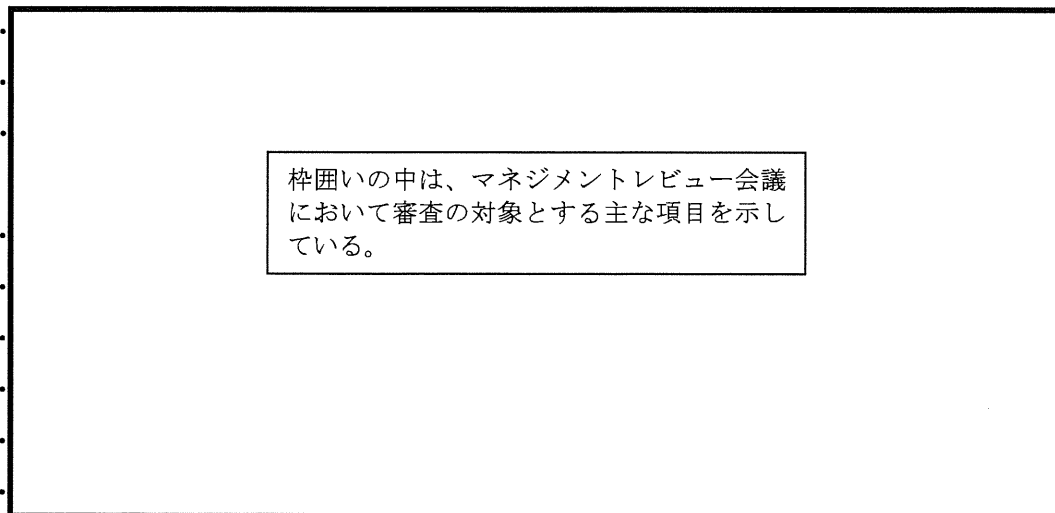 枠囲いの中は、マネジメントレビュー会議
において審査の対象とする主な項目を示し
ている。